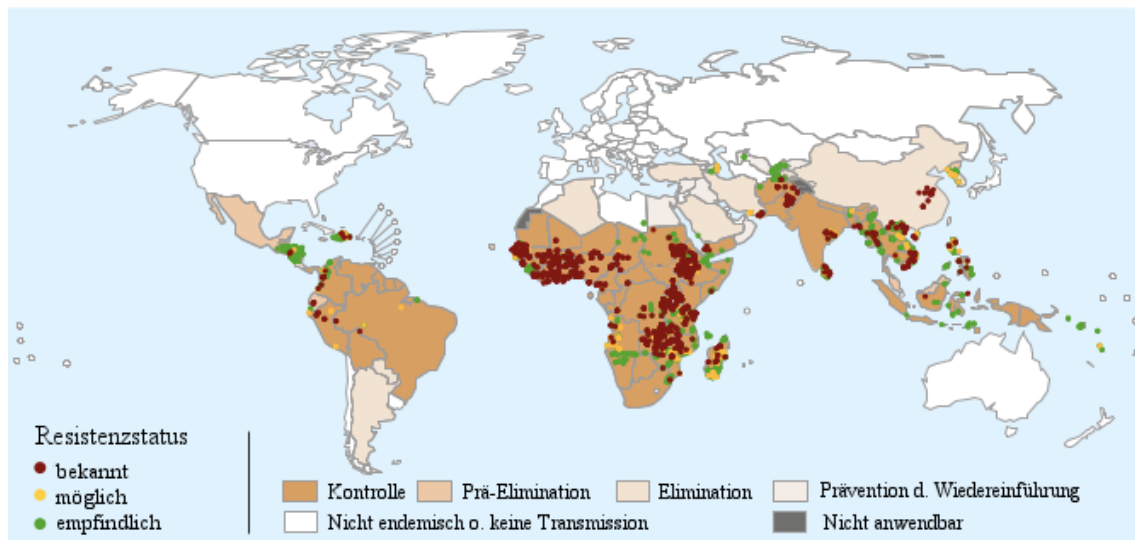 Resistenzstatus
bekannt
möglich
empfindlich
Kontrolle Prä-Elimination Elimination Prävention d. Wiedereinführung
Nicht endemisch o. keine Transmission Nicht anwendbar